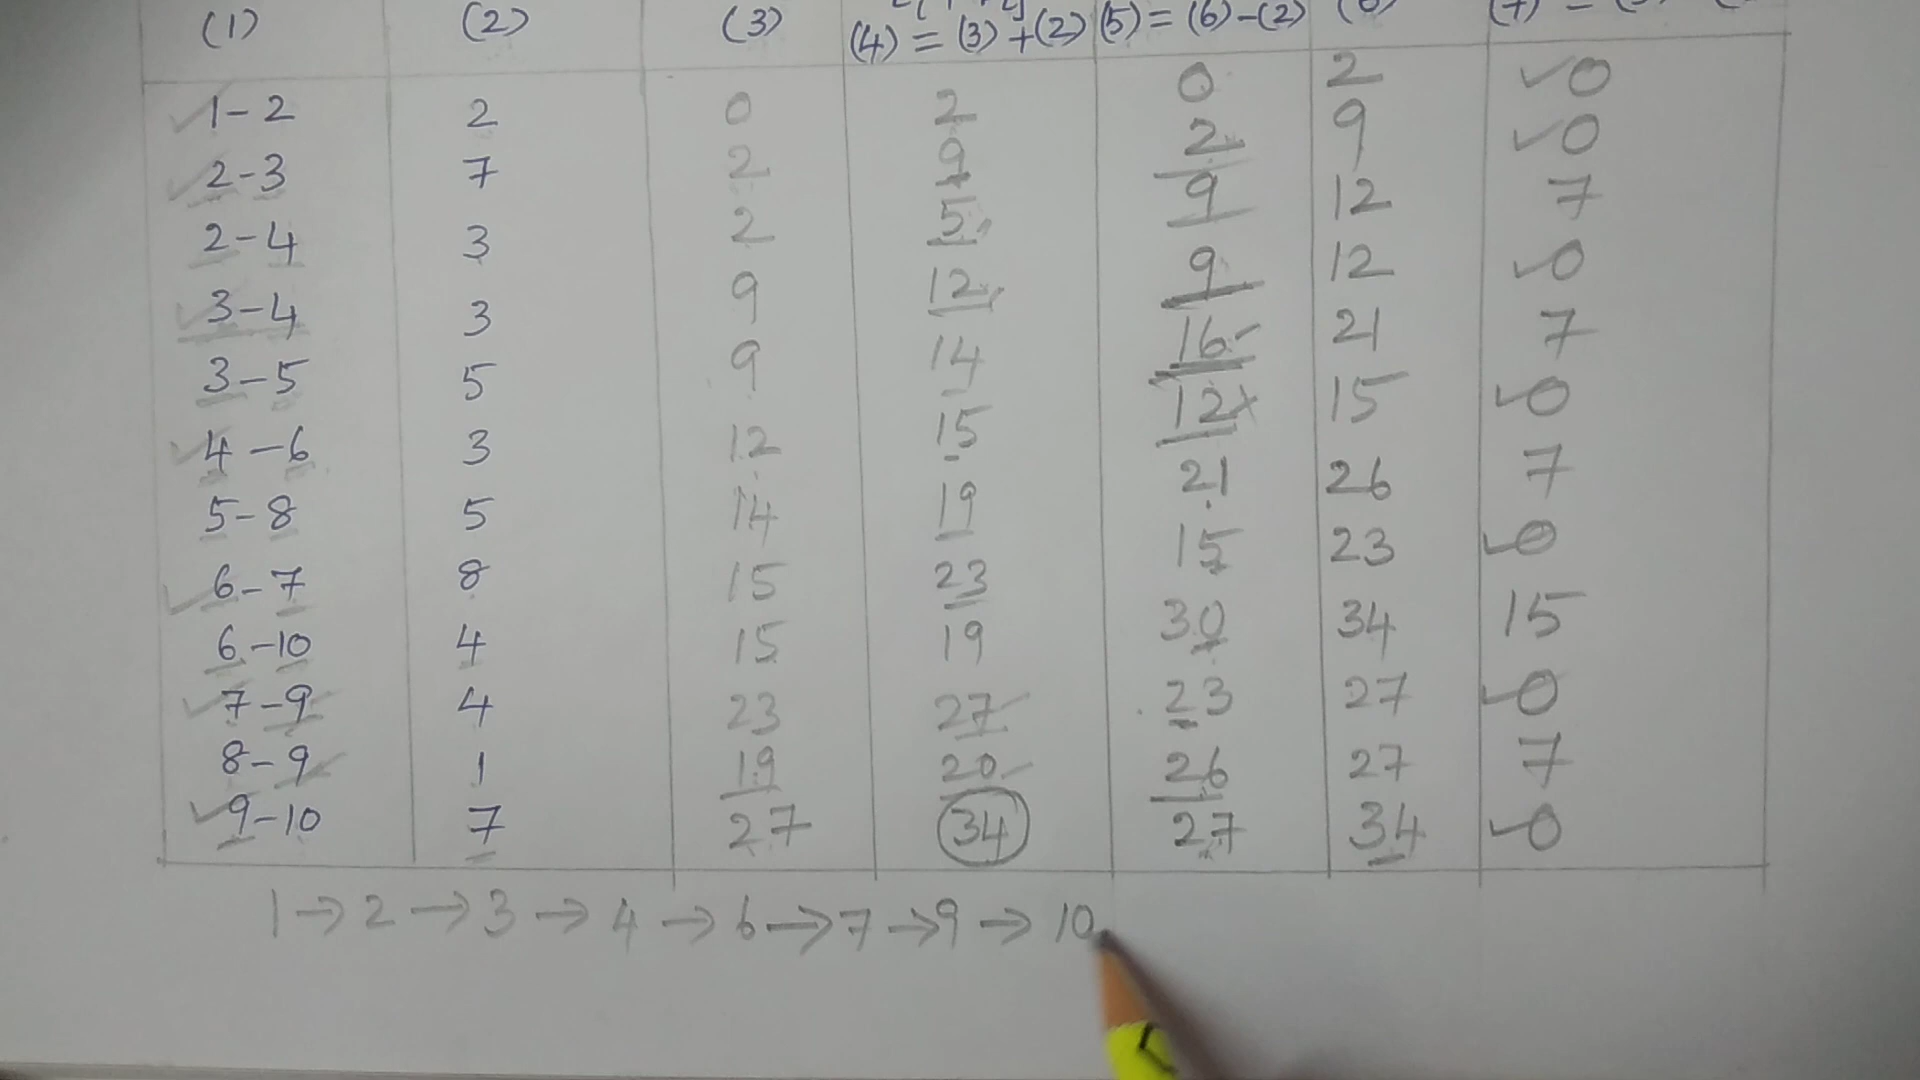 (1) (2) (3) (4) = (3) + (2) (5) = (6) - (2)
1-2 2 0 2 0 2 ✓0
2-3 7 2 9 2 9 ✓0
2-4 3 2 5 9 12 7
3-4 3 9 12 9 12 ✓0
3-5 5 9 14 16 21 7
4-6 3 12 15 12 15 ✓0
5-8 5 14 19 21 26 7
6-7 8 15 23 15 23 ✓0
6-10 4 15 19 30 34 15
7-9 4 23 27 23 27 ✓0
8-9 1 19 20 26 27 7
9-10 7 27 34 27 34 ✓0
1 → 2 → 3 → 4 → 6 → 7 → 9 → 10